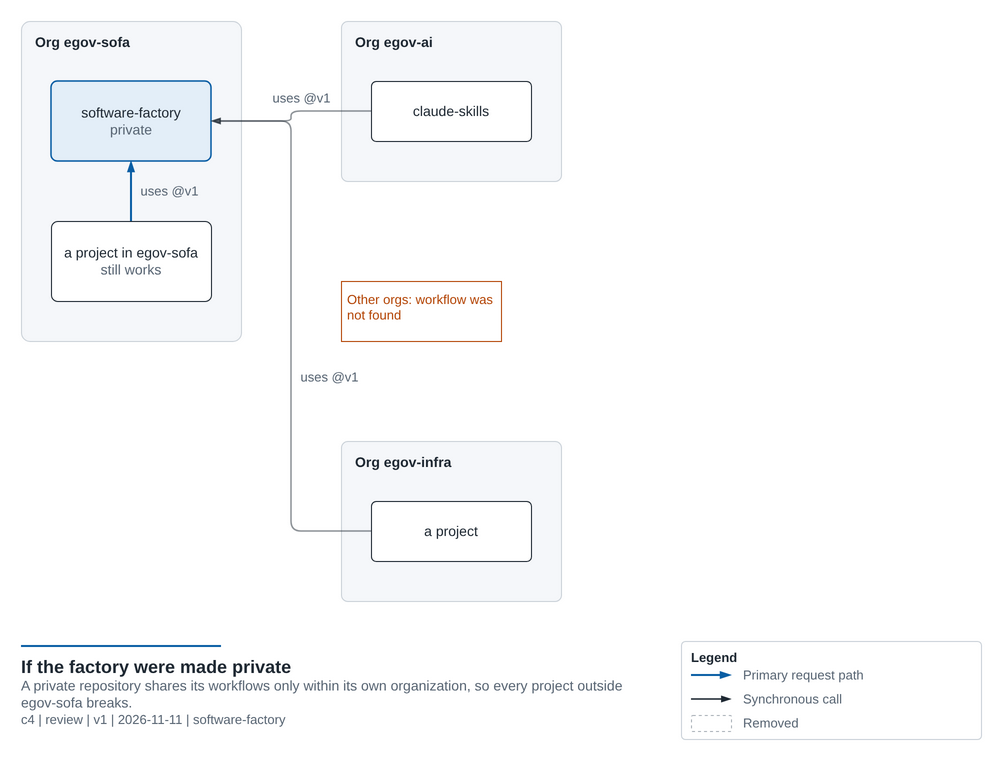 Org egov-sofa
software-factory
private
uses @v1
a project in egov-sofa
still works
Org egov-ai
claude-skills
uses @v1
Other orgs: workflow was
not found
uses @v1
Org egov-infra
a project
If the factory were made private
A private repository shares its workflows only within its own organization, so every project outside
egov-sofa breaks.
c4 | review | v1 | 2026-11-11 | software-factory
Legend
Primary request path
Synchronous call
Removed